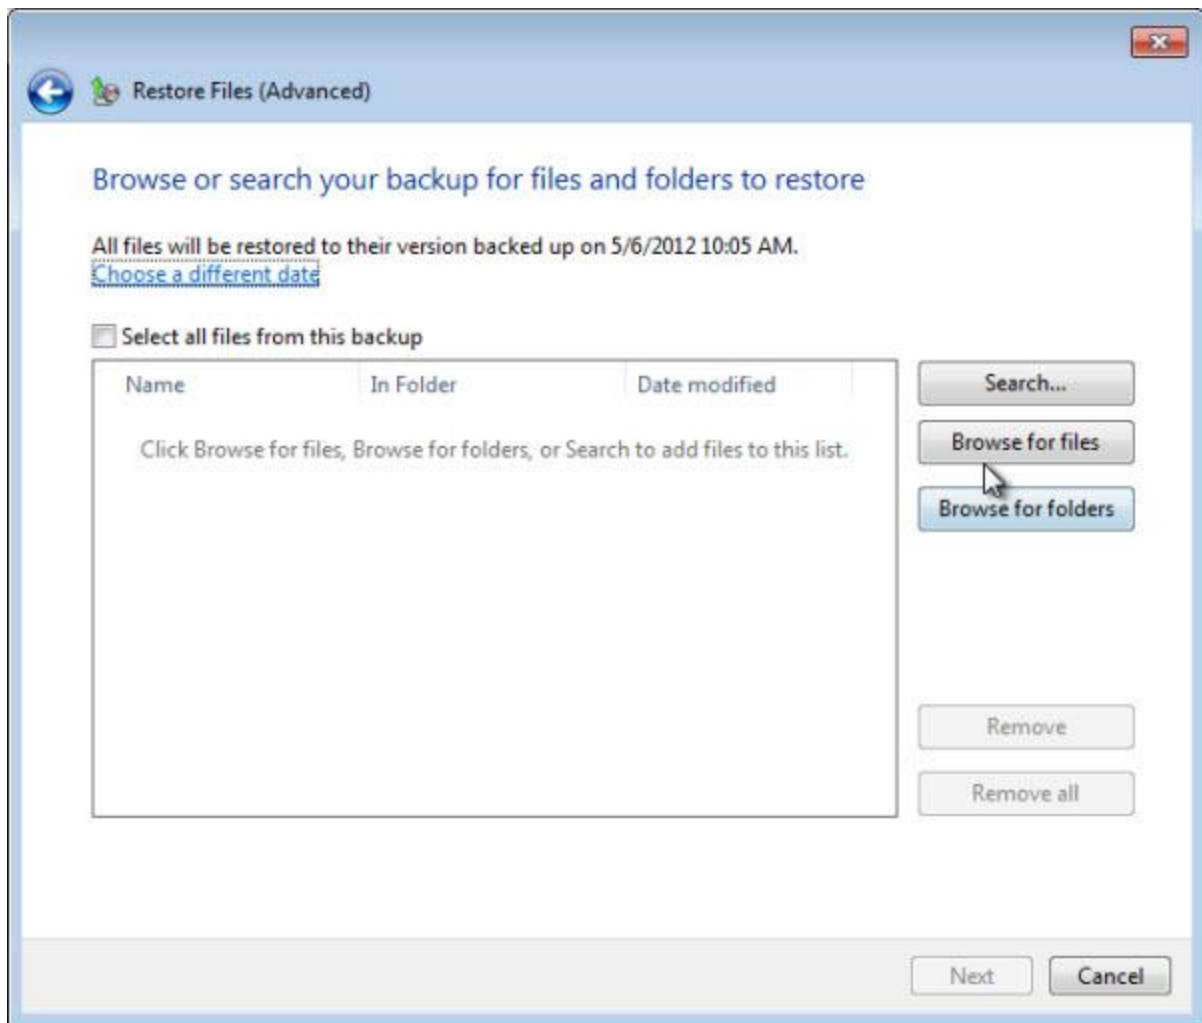 Restore Files (Advanced)
Browse or search your backup for files and folders to restore
All files will be restored to their version backed up on 5/6/2012 10:05 AM.
Choose a different date
Select all files from this backup
Name In Folder Date modified
Click Browse for files, Browse for folders, or Search to add files to this list.
Search...
Browse for files
Browse for folders
Remove
Remove all
Next Cancel